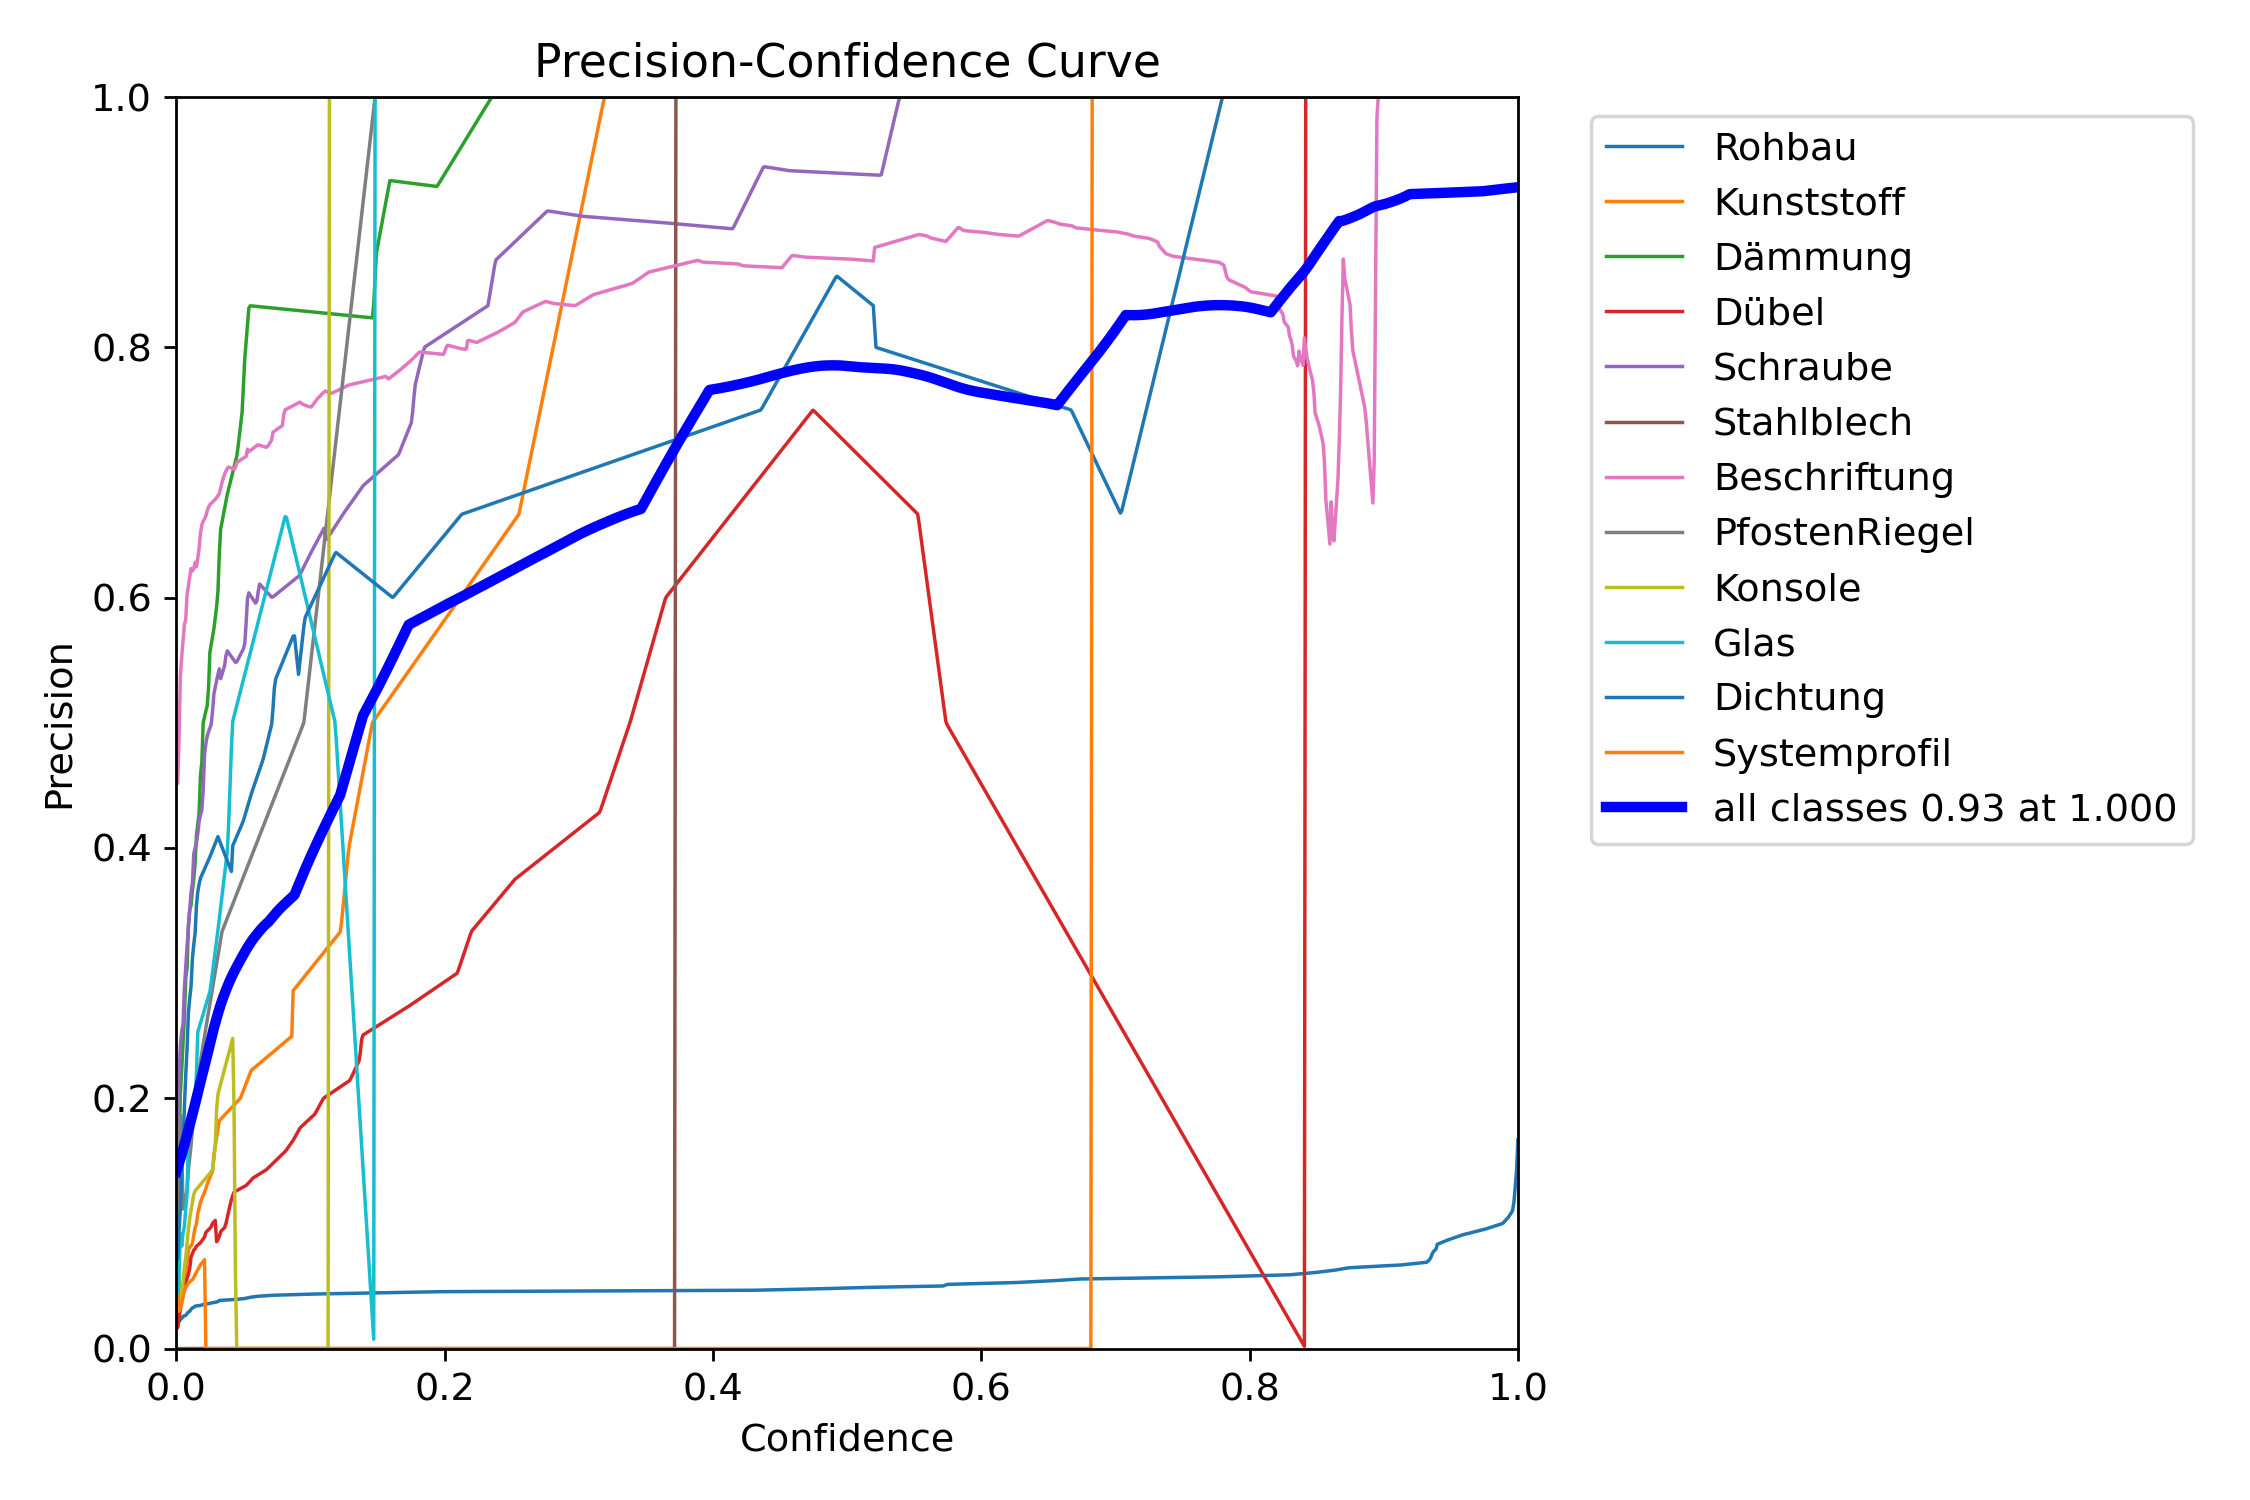 Precision-Confidence Curve
1.0
0.8
0.6
0.4
0.2
0.0
Precision
0.0 0.2 0.4 0.6 0.8 1.0
Confidence
Rohbau
Kunststoff
Dämmung
Dübel
Schraube
Stahlblech
Beschriftung
PfostenRiegel
Konsole
Glas
Dichtung
Systemprofil
all classes 0.93 at 1.000